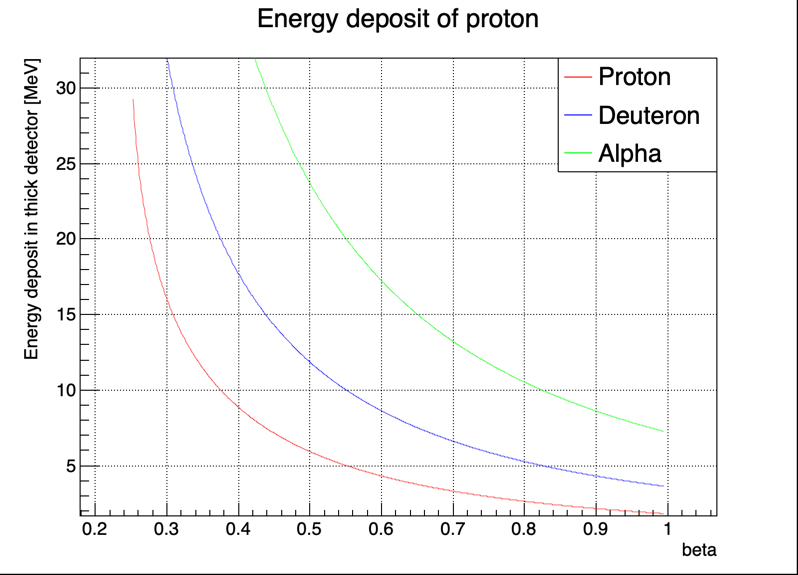 Energy deposit of proton
Energy deposit in thick detector [MeV]
Proton
Deuteron
Alpha
30
25
20
15
10
5
0.2 0.3 0.4 0.5 0.6 0.7 0.8 0.9 1
beta